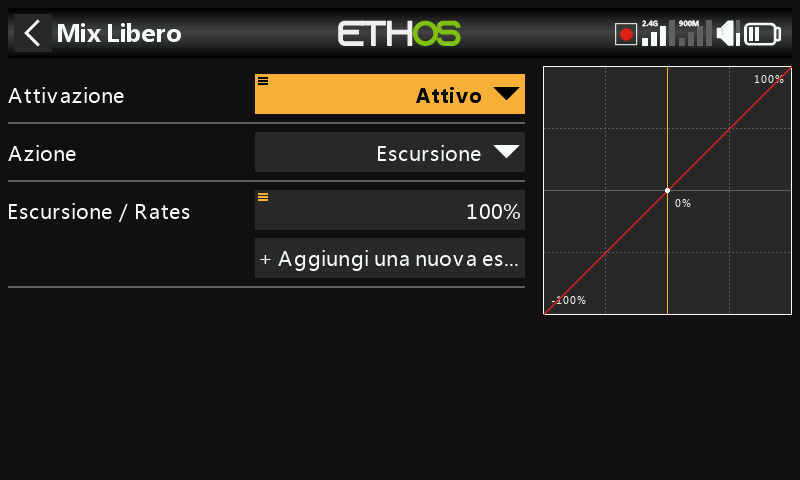 Mix Libero
ETHOS
2.4G
900M
Attivazione
Attivo
100%
Azione
Escursione
Escursione / Rates
100%
0%
+ Aggiungi una nuova es...
-100%